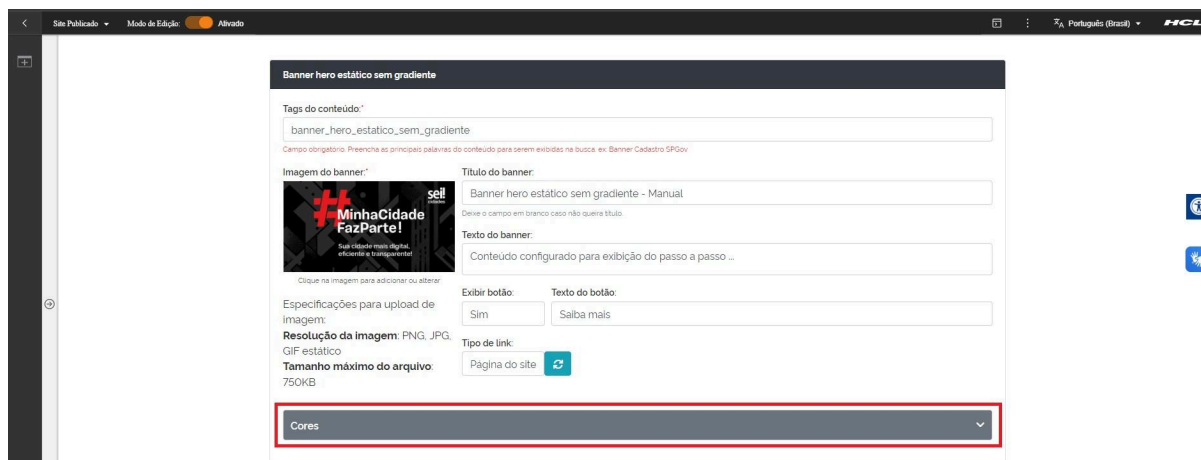 Site Publicado
Modo de Edição:
Ativado
Português (Brasil)
HCL
Banner hero estático sem gradiente
Tags do conteúdo:*
banner_hero_estatico_sem_gradiente
Campo obrigatório. Preencha as principais palavras do conteúdo para serem exibidas na busca. ex: Banner Cadastro SPGov
Imagem do banner:*
seil!
cidades
#MinhaCidade
FazParte!
Sua cidade mais digital,
eficiente e transparente!
Clique na imagem para adicionar ou alterar
Especificações para upload de
imagem:
Resolução da imagem: PNG, JPG,
GIF estático
Tamanho máximo do arquivo:
750KB
Título do banner:
Banner hero estático sem gradiente - Manual
Deixe o campo em branco caso não queira título.
Texto do banner:
Conteúdo configurado para exibição do passo a passo ...
Exibir botão:
Sim
Texto do botão:
Saiba mais
Tipo de link:
Página do site
Cores